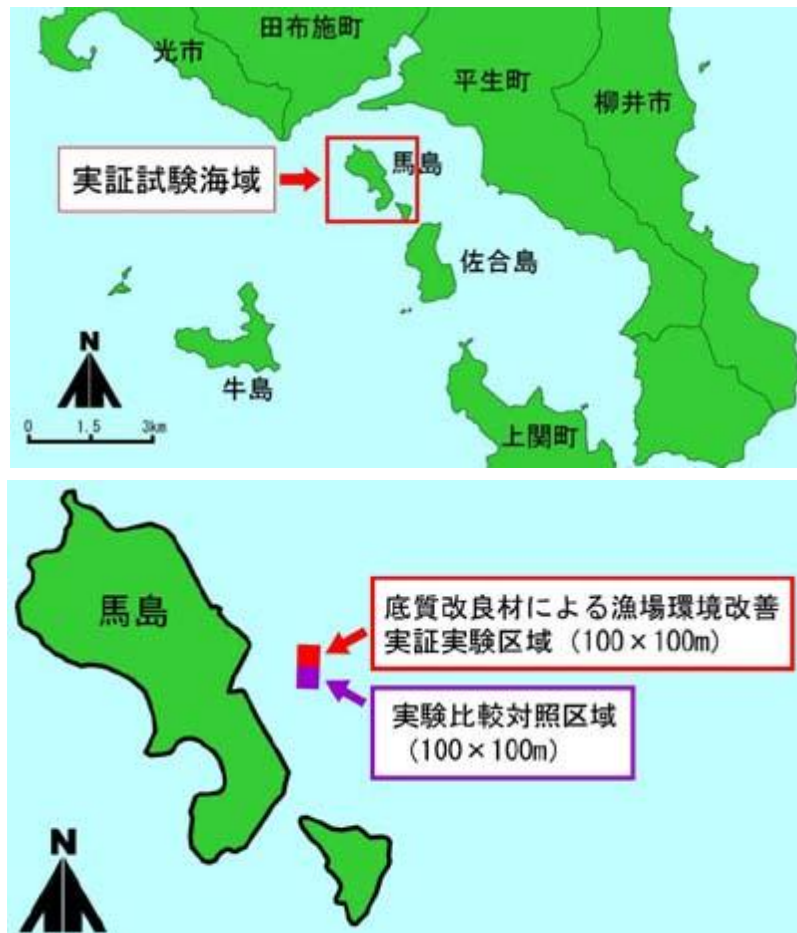 田布施町
光市
平生町
柳井市
実証試験海域
馬島
佐合島
N
牛島
0 1.5 3km
上関町
馬島
底質改良材による漁場環境改善
実証実験区域（100×100m）
実験比較対照区域
（100×100m）
N